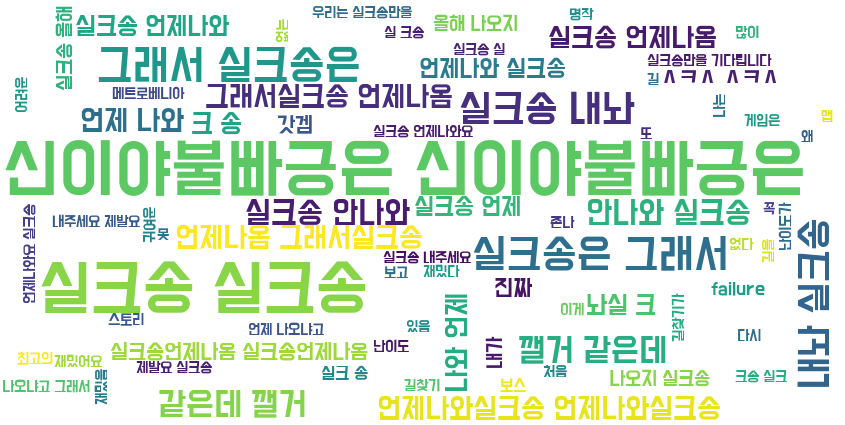 우리는 실크송만을
명작
실크송 언제나와
없는
올해 나오지
많이
실크송 올해
실 크송
실크송 언제나옴
실크송 실
그래서 실크송은
실크송만을 기다립니다
언제나와 실크송
길
ㅅㅋㅅ ㅅㅋㅅ
어려운
메트로베니아
그래서실크송 언제나옴
실크송 내놔
나는
언제 나와
크 송
갓겜
게임은
맵
실크송 언제나와요
또
왜
신이야불빠긍은 신이야불빠긍은
실크송 안나와
실크송 언제
안나와 실크송
꼭
언제나와요 실크송
내주세요 제발요
귀여운
못
존나
난이도가
언제나옴 그래서실크송
실크송은 그래서
없다
길을
내놔 실크송
실크송 내주세요
보고
재밌다
실크송 실크송
진짜
failure
나와 언제
이게
놔실 크
길찾기가
스토리
언제 나오냐고
있음
다시
실크송언제나옴 실크송언제나옴
난이도
내가
깰거 같은데
최고의
재밌어요
제발요 실크송
실크 송
처음
나오지 실크송
크송 실크
나오냐고 그래서
재밌음
길찾기
보스
같은데 깰거
언제나와실크송 언제나와실크송